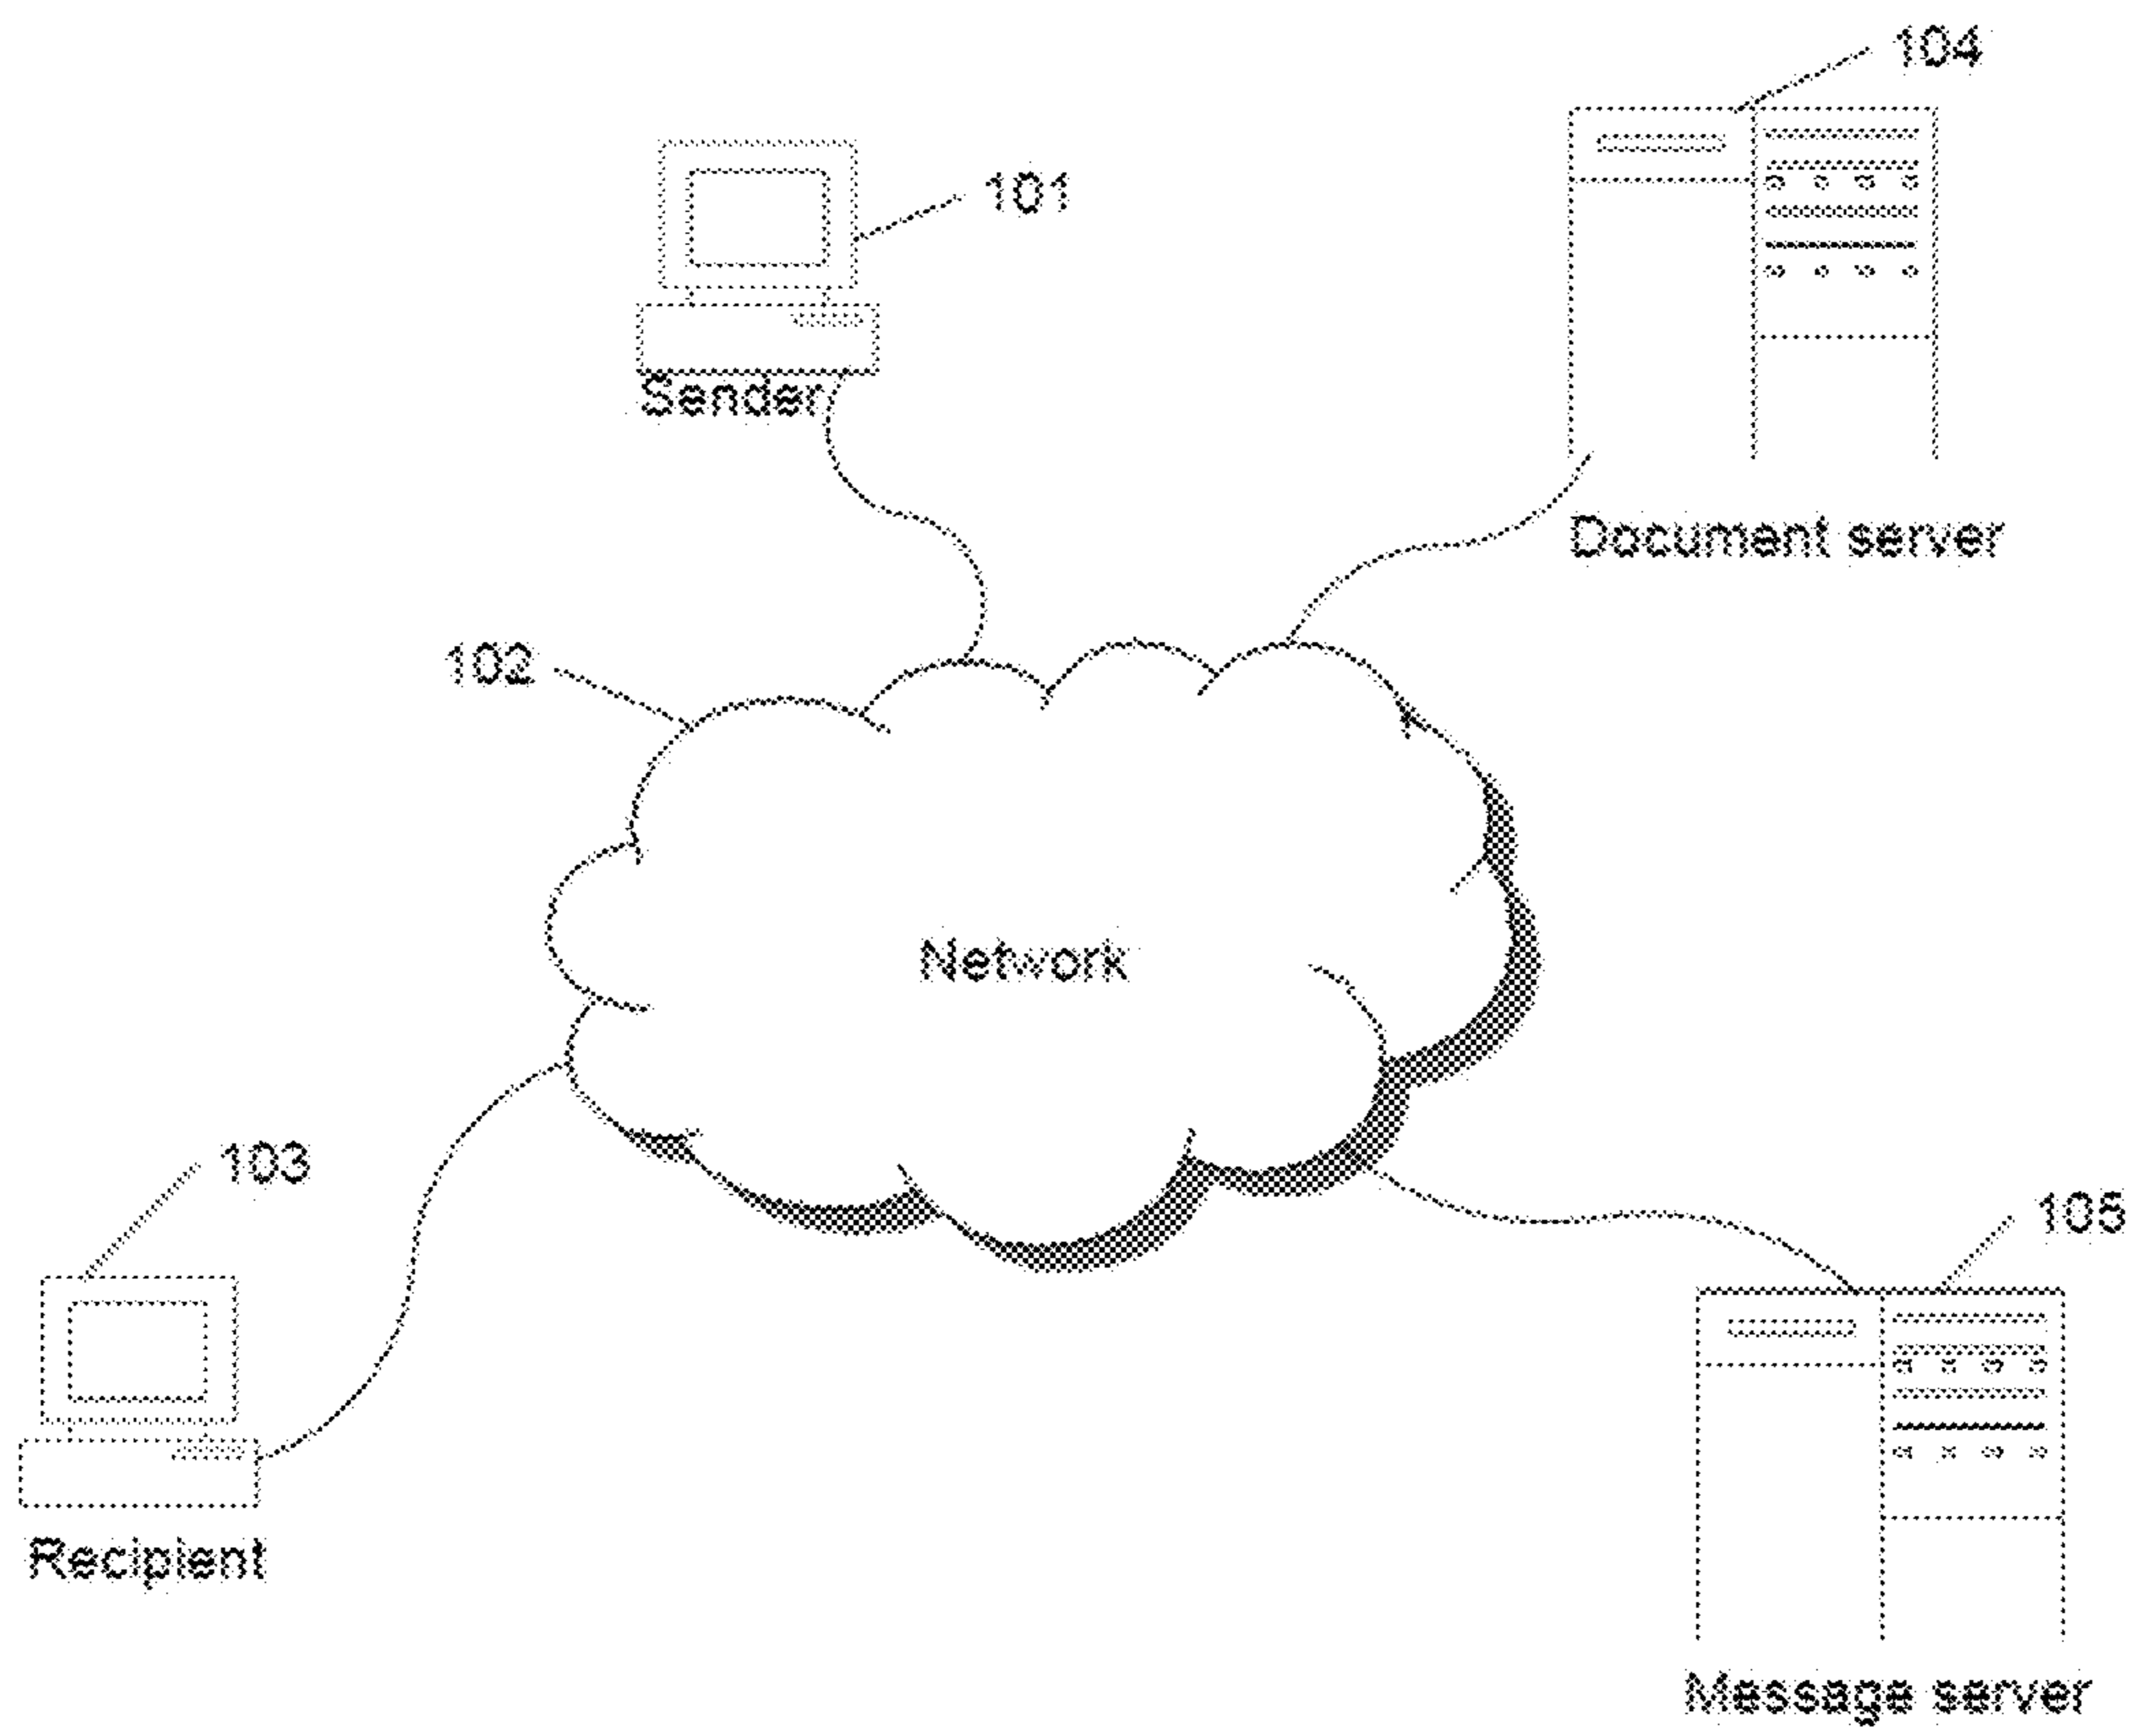 104
101
Sender
Document server
102
Network
103
105
Recipient
Message server